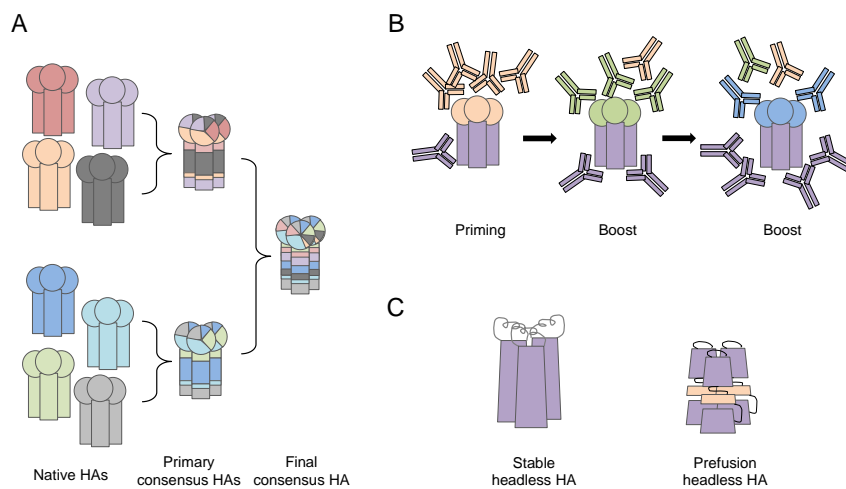 A
Native HAs
Primary
consensus HAs
Final
consensus HA
B
Priming
Boost
Boost
C
Stable
headless HA
Prefusion
headless HA